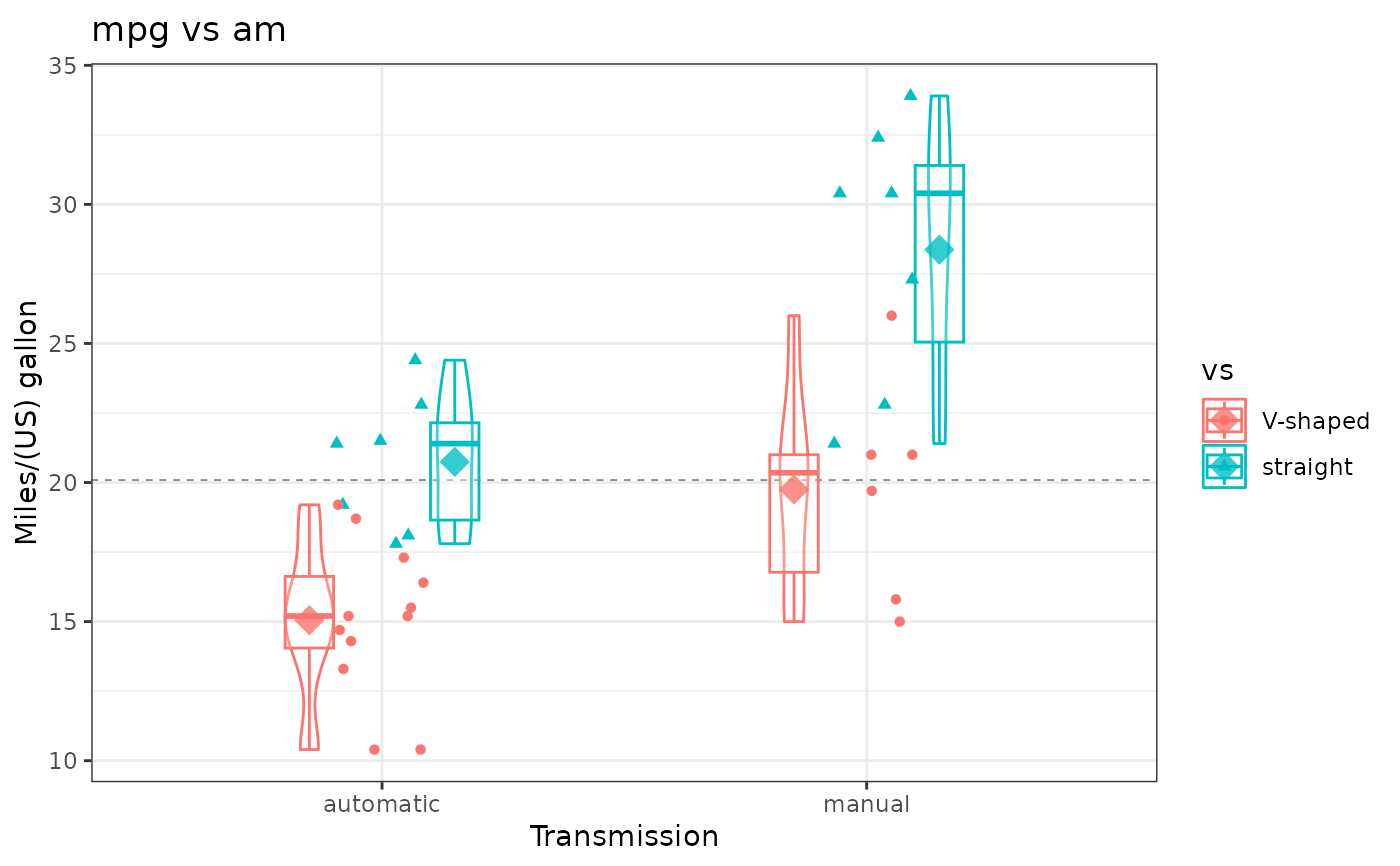 mpg vs am
35
30
25
20
15
10
Miles/(US) gallon
automatic
manual
Transmission
vs
V-shaped
straight